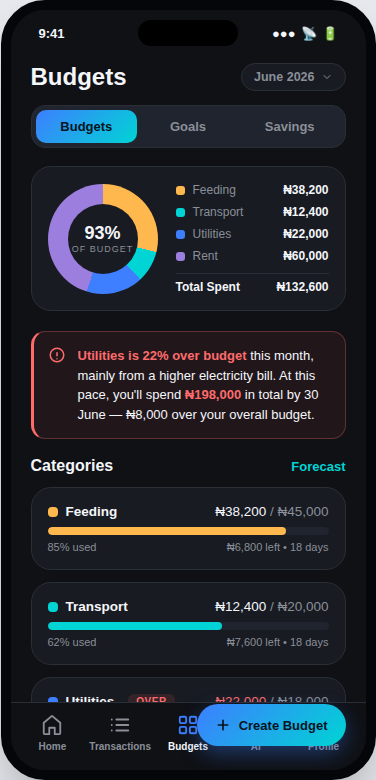 9:41
Budgets
June 2026
Budgets
Goals
Savings
93%
OF BUDGET
Feeding ₦38,200
Transport ₦12,400
Utilities ₦22,000
Rent ₦60,000
Total Spent ₦132,600
Utilities is 22% over budget this month,
mainly from a higher electricity bill. At this
pace, you'll spend ₦198,000 in total by 30
June — ₦8,000 over your overall budget.
Categories
Forecast
Feeding ₦38,200 / ₦45,000
85% used ₦6,800 left • 18 days
Transport ₦12,400 / ₦20,000
62% used ₦7,600 left • 18 days
Utilities OVER ₦22,000 / ₦18,000
Create Budget
Home
Transactions
Budgets
AI
Profile